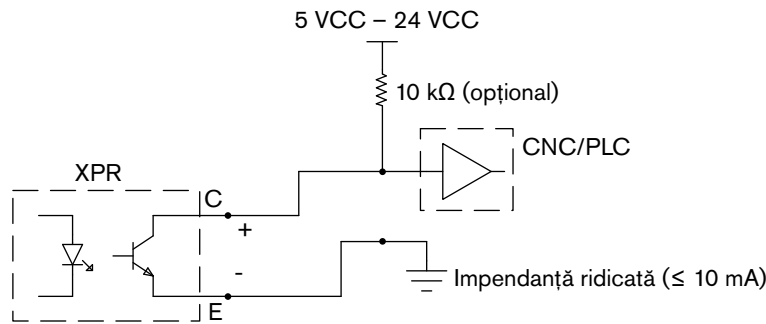 5 VCC – 24 VCC
10 kΩ (opțional)
CNC/PLC
XPR
C
+
-
E
Impendanță ridicată (≤ 10 mA)